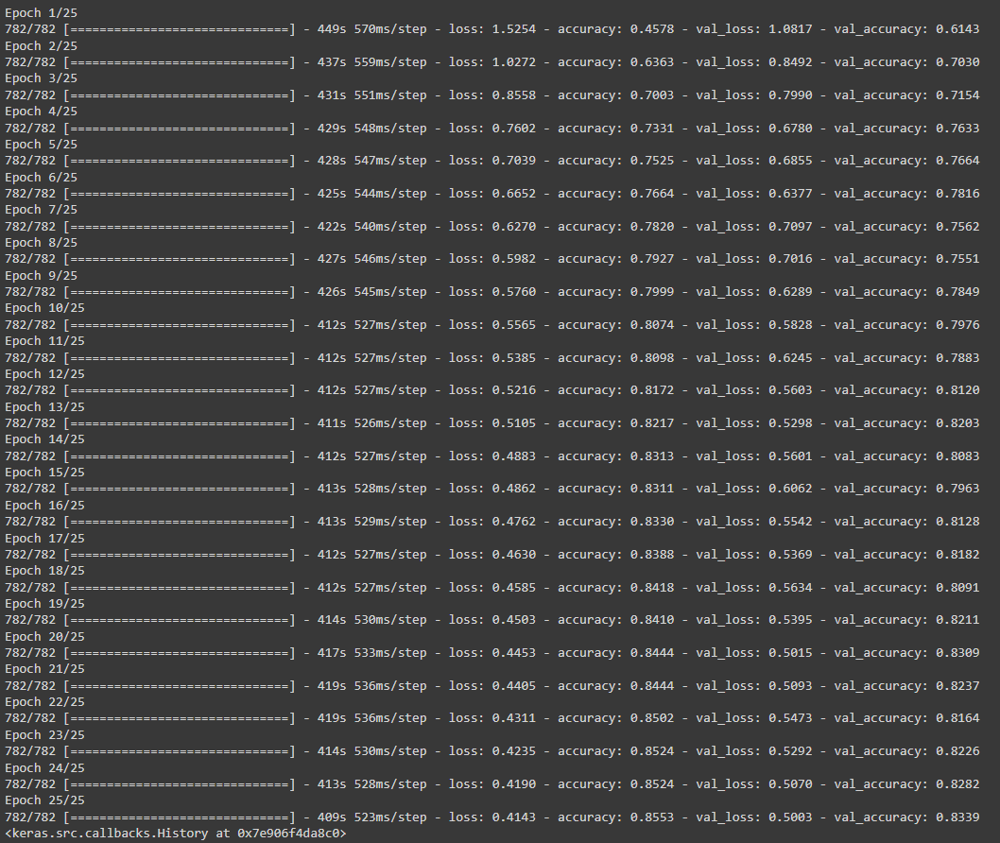 Epoch 1/25
782/782 [==============================] - 449s 570ms/step - loss: 1.5254 - accuracy: 0.4578 - val_loss: 1.0817 - val_accuracy: 0.6143
Epoch 2/25
782/782 [==============================] - 437s 559ms/step - loss: 1.0272 - accuracy: 0.6363 - val_loss: 0.8492 - val_accuracy: 0.7030
Epoch 3/25
782/782 [==============================] - 431s 551ms/step - loss: 0.8558 - accuracy: 0.7003 - val_loss: 0.7990 - val_accuracy: 0.7154
Epoch 4/25
782/782 [==============================] - 429s 548ms/step - loss: 0.7602 - accuracy: 0.7331 - val_loss: 0.6780 - val_accuracy: 0.7633
Epoch 5/25
782/782 [==============================] - 428s 547ms/step - loss: 0.7039 - accuracy: 0.7525 - val_loss: 0.6855 - val_accuracy: 0.7664
Epoch 6/25
782/782 [==============================] - 425s 544ms/step - loss: 0.6652 - accuracy: 0.7664 - val_loss: 0.6377 - val_accuracy: 0.7816
Epoch 7/25
782/782 [==============================] - 422s 540ms/step - loss: 0.6270 - accuracy: 0.7820 - val_loss: 0.7097 - val_accuracy: 0.7562
Epoch 8/25
782/782 [==============================] - 427s 546ms/step - loss: 0.5982 - accuracy: 0.7927 - val_loss: 0.7016 - val_accuracy: 0.7551
Epoch 9/25
782/782 [==============================] - 426s 545ms/step - loss: 0.5760 - accuracy: 0.7999 - val_loss: 0.6289 - val_accuracy: 0.7849
Epoch 10/25
782/782 [==============================] - 412s 527ms/step - loss: 0.5565 - accuracy: 0.8074 - val_loss: 0.5828 - val_accuracy: 0.7976
Epoch 11/25
782/782 [==============================] - 412s 527ms/step - loss: 0.5385 - accuracy: 0.8098 - val_loss: 0.6245 - val_accuracy: 0.7883
Epoch 12/25
782/782 [==============================] - 412s 527ms/step - loss: 0.5216 - accuracy: 0.8172 - val_loss: 0.5603 - val_accuracy: 0.8120
Epoch 13/25
782/782 [==============================] - 411s 526ms/step - loss: 0.5105 - accuracy: 0.8217 - val_loss: 0.5298 - val_accuracy: 0.8203
Epoch 14/25
782/782 [==============================] - 412s 527ms/step - loss: 0.4883 - accuracy: 0.8313 - val_loss: 0.5601 - val_accuracy: 0.8083
Epoch 15/25
782/782 [==============================] - 413s 528ms/step - loss: 0.4862 - accuracy: 0.8311 - val_loss: 0.6062 - val_accuracy: 0.7963
Epoch 16/25
782/782 [==============================] - 413s 529ms/step - loss: 0.4762 - accuracy: 0.8330 - val_loss: 0.5542 - val_accuracy: 0.8128
Epoch 17/25
782/782 [==============================] - 412s 527ms/step - loss: 0.4630 - accuracy: 0.8388 - val_loss: 0.5369 - val_accuracy: 0.8182
Epoch 18/25
782/782 [==============================] - 412s 527ms/step - loss: 0.4585 - accuracy: 0.8418 - val_loss: 0.5634 - val_accuracy: 0.8091
Epoch 19/25
782/782 [==============================] - 414s 530ms/step - loss: 0.4503 - accuracy: 0.8410 - val_loss: 0.5395 - val_accuracy: 0.8211
Epoch 20/25
782/782 [==============================] - 417s 533ms/step - loss: 0.4453 - accuracy: 0.8444 - val_loss: 0.5015 - val_accuracy: 0.8309
Epoch 21/25
782/782 [==============================] - 419s 536ms/step - loss: 0.4405 - accuracy: 0.8444 - val_loss: 0.5093 - val_accuracy: 0.8237
Epoch 22/25
782/782 [==============================] - 419s 536ms/step - loss: 0.4311 - accuracy: 0.8502 - val_loss: 0.5473 - val_accuracy: 0.8164
Epoch 23/25
782/782 [==============================] - 414s 530ms/step - loss: 0.4235 - accuracy: 0.8524 - val_loss: 0.5292 - val_accuracy: 0.8226
Epoch 24/25
782/782 [==============================] - 413s 528ms/step - loss: 0.4190 - accuracy: 0.8524 - val_loss: 0.5070 - val_accuracy: 0.8282
Epoch 25/25
782/782 [==============================] - 409s 523ms/step - loss: 0.4143 - accuracy: 0.8553 - val_loss: 0.5003 - val_accuracy: 0.8339
<keras.src.callbacks.History at 0x7e906f4da8c0>